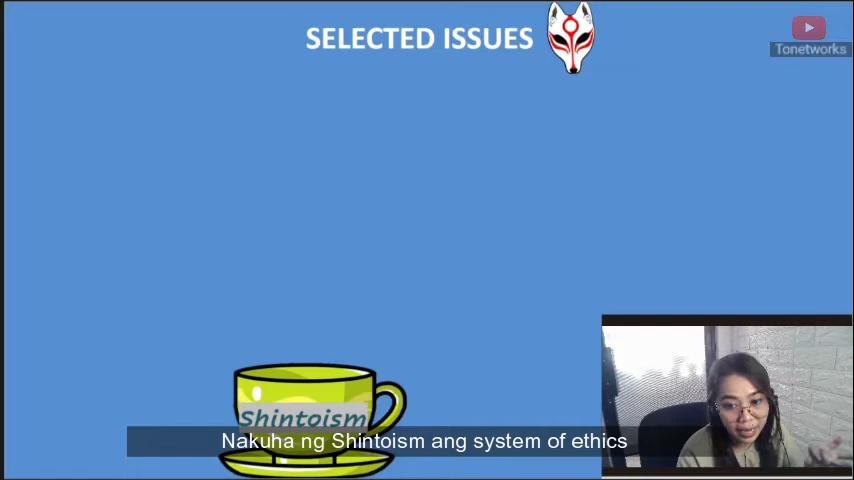 SELECTED ISSUES
Tonetworks
Shintoism
Nakuha ng Shintoism ang system of ethics